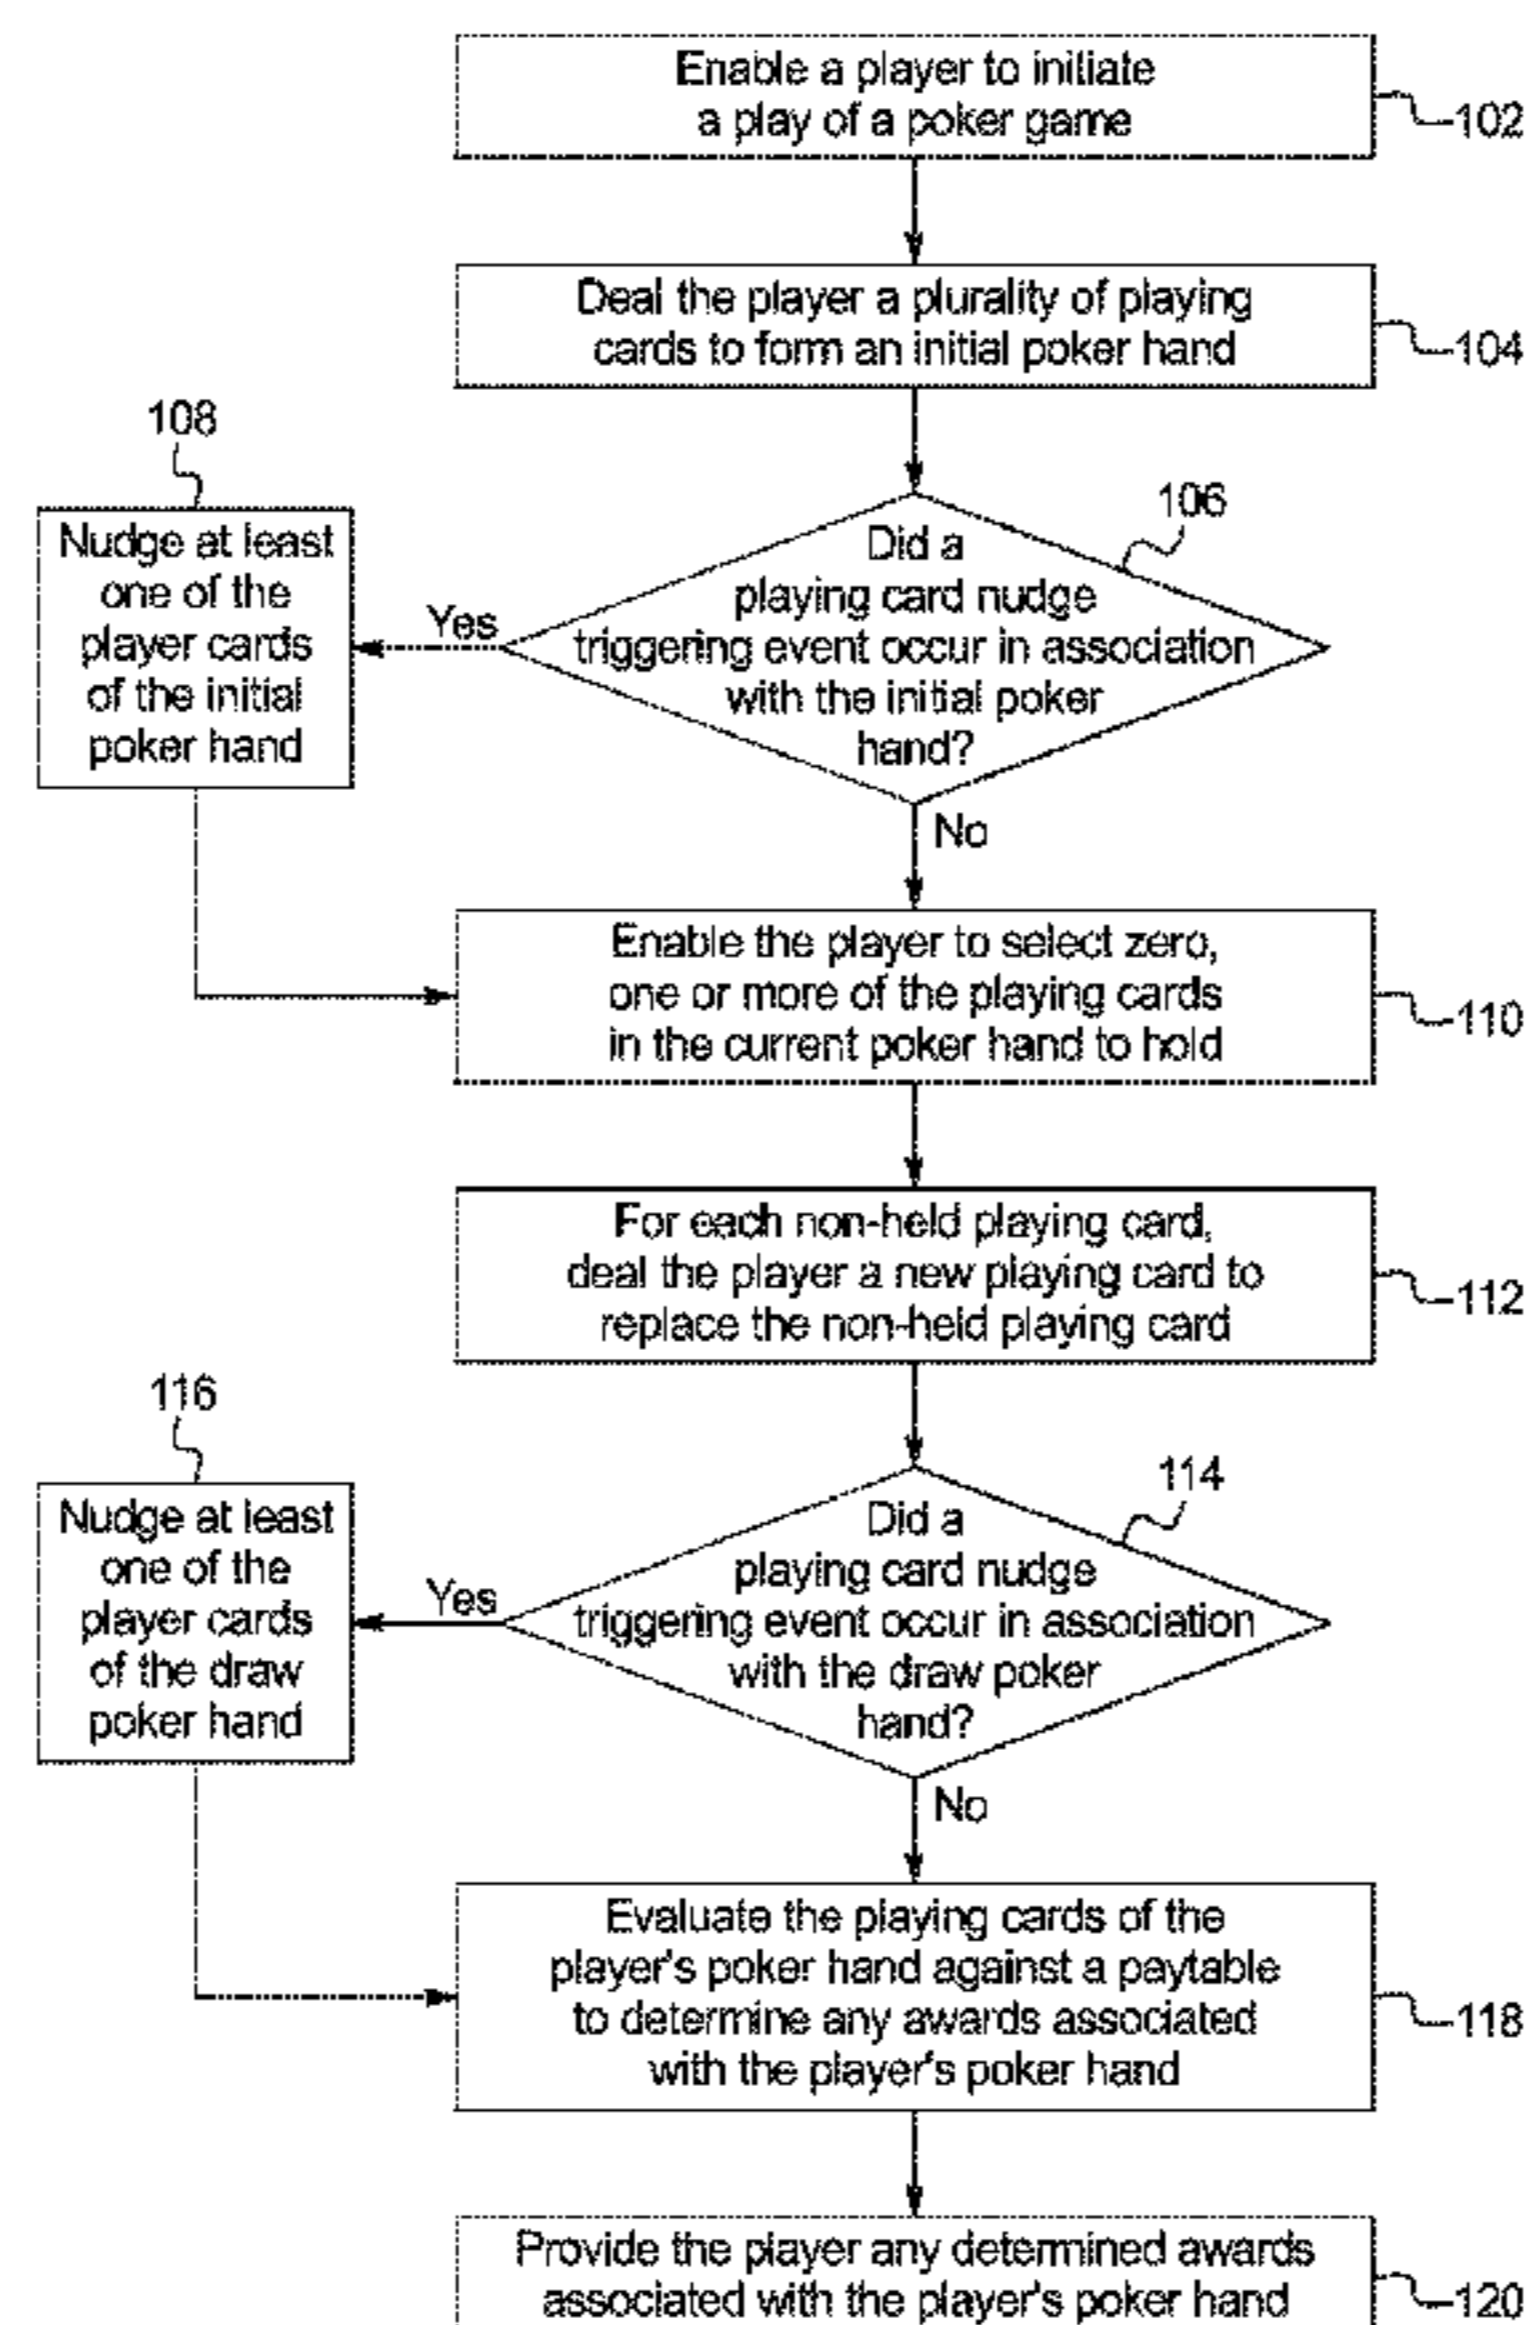 Enable a player to initiate
a play of a poker game
102
Deal the player a plurality of playing
cards to form an initial poker hand
104
108
106
Nudge at least
one of the
player cards
of the initial
poker hand
Yes
Did a
playing card nudge
triggering event occur in association
with the initial poker
hand?
No
Enable the player to select zero,
one or more of the playing cards
in the current poker hand to hold
110
For each non-held playing card,
deal the player a new playing card to
replace the non-held playing card
112
116
114
Nudge at least
one of the
player cards
of the draw
poker hand
Yes
Did a
playing card nudge
triggering event occur in association
with the draw poker
hand?
No
Evaluate the playing cards of the
player's poker hand against a paytable
to determine any awards associated
with the player's poker hand
118
Provide the player any determined awards
associated with the player's poker hand
120